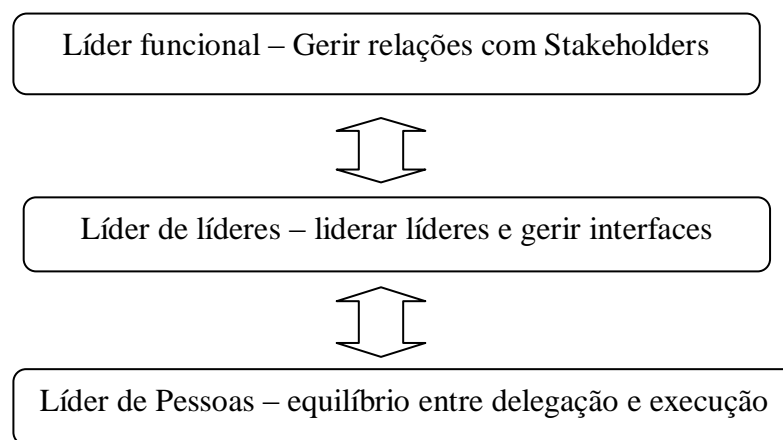 Líder funcional – Gerir relações com Stakeholders
Líder de líderes – liderar líderes e gerir interfaces
Líder de Pessoas – equilíbrio entre delegação e execução